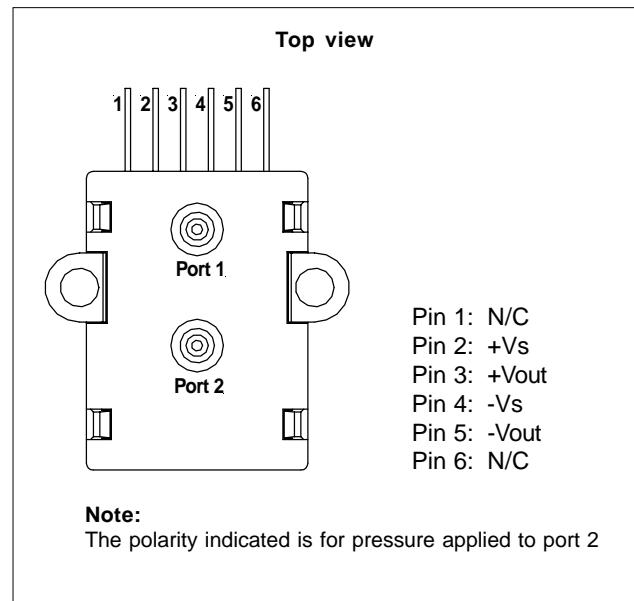 Top view
1 2 3 4 5 6
Port 1
Port 2
Pin 1: N/C
Pin 2: +Vs
Pin 3: +Vout
Pin 4: -Vs
Pin 5: -Vout
Pin 6: N/C
Note:
The polarity indicated is for pressure applied to port 2